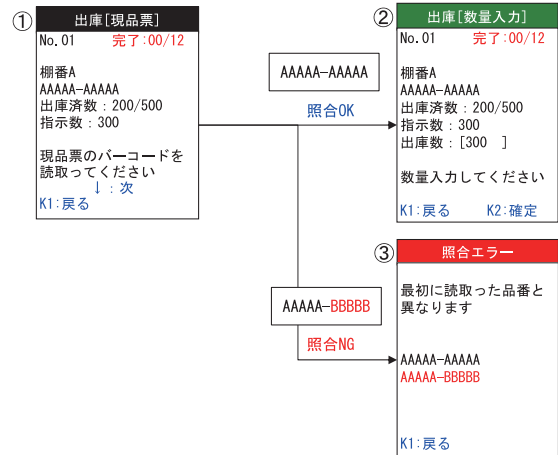 ①
出庫[現品票]
No.01 完了:00/12
棚番A
AAAAA-AAAAA
出庫済数:200/500
指示数:300
現品票のバーコードを
読取ってください
↓:次
K1:戻る
AAAAA-AAAAA
照合OK
②
出庫[数量入力]
No.01 完了:00/12
棚番A
AAAAA-AAAAA
出庫済数:200/500
指示数:300
出庫数:[300 ]
数量入力してください
K1:戻る K2:確定
AAAAA-BBBBB
照合NG
③
照合エラー
最初に読取った品番と
異なります
AAAAA-AAAAA
AAAAA-BBBBB
K1:戻る